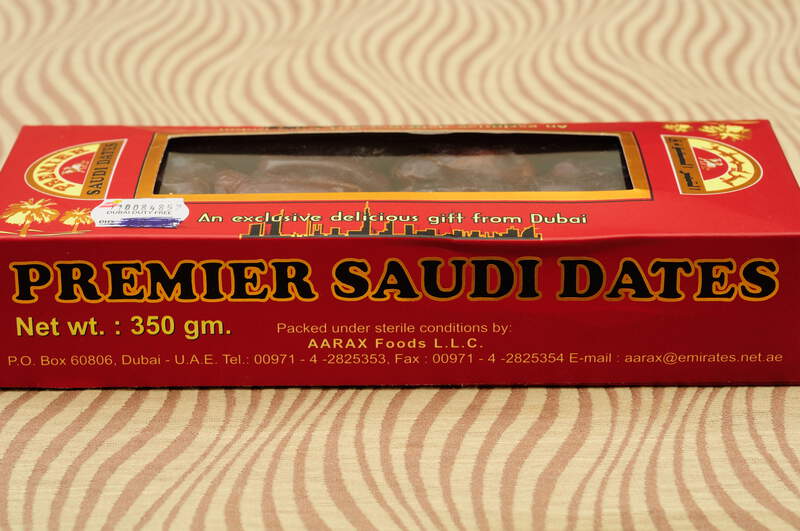 PREMIER
SAUDI DATES
DUBAI DUTY FREE
An exclusive delicious gift from Dubai
PREMIER SAUDI DATES
Net wt. : 350 gm.
Packed under sterile conditions by:
AARAX Foods L.L.C.
P.O. Box 60806, Dubai - U.A.E. Tel.: 00971 - 4 -2825353, Fax : 00971 - 4 -2825354 E-mail : aarax@emirates.net.ae